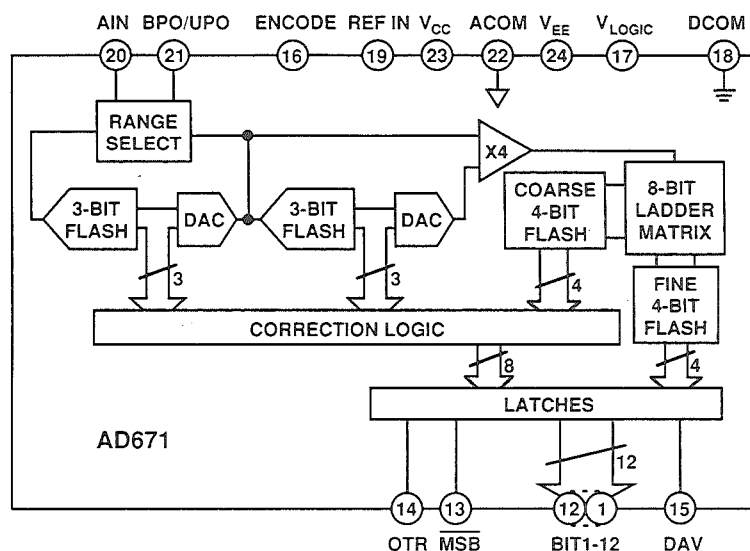 AIN BPO/UPO ENCODE REF IN VCC ACOM VEE VLOGIC DCOM
20 21 16 19 23 22 24 17 18
RANGE
SELECT
X4
3-BIT
FLASH
DAC
3-BIT
FLASH
DAC
COARSE
4-BIT
FLASH
8-BIT
LADDER
MATRIX
3 3 4
FINE
4-BIT
FLASH
CORRECTION LOGIC
8 4
LATCHES
AD671
12
14 13 12 1 15
OTR MSB BIT1-12 DAV